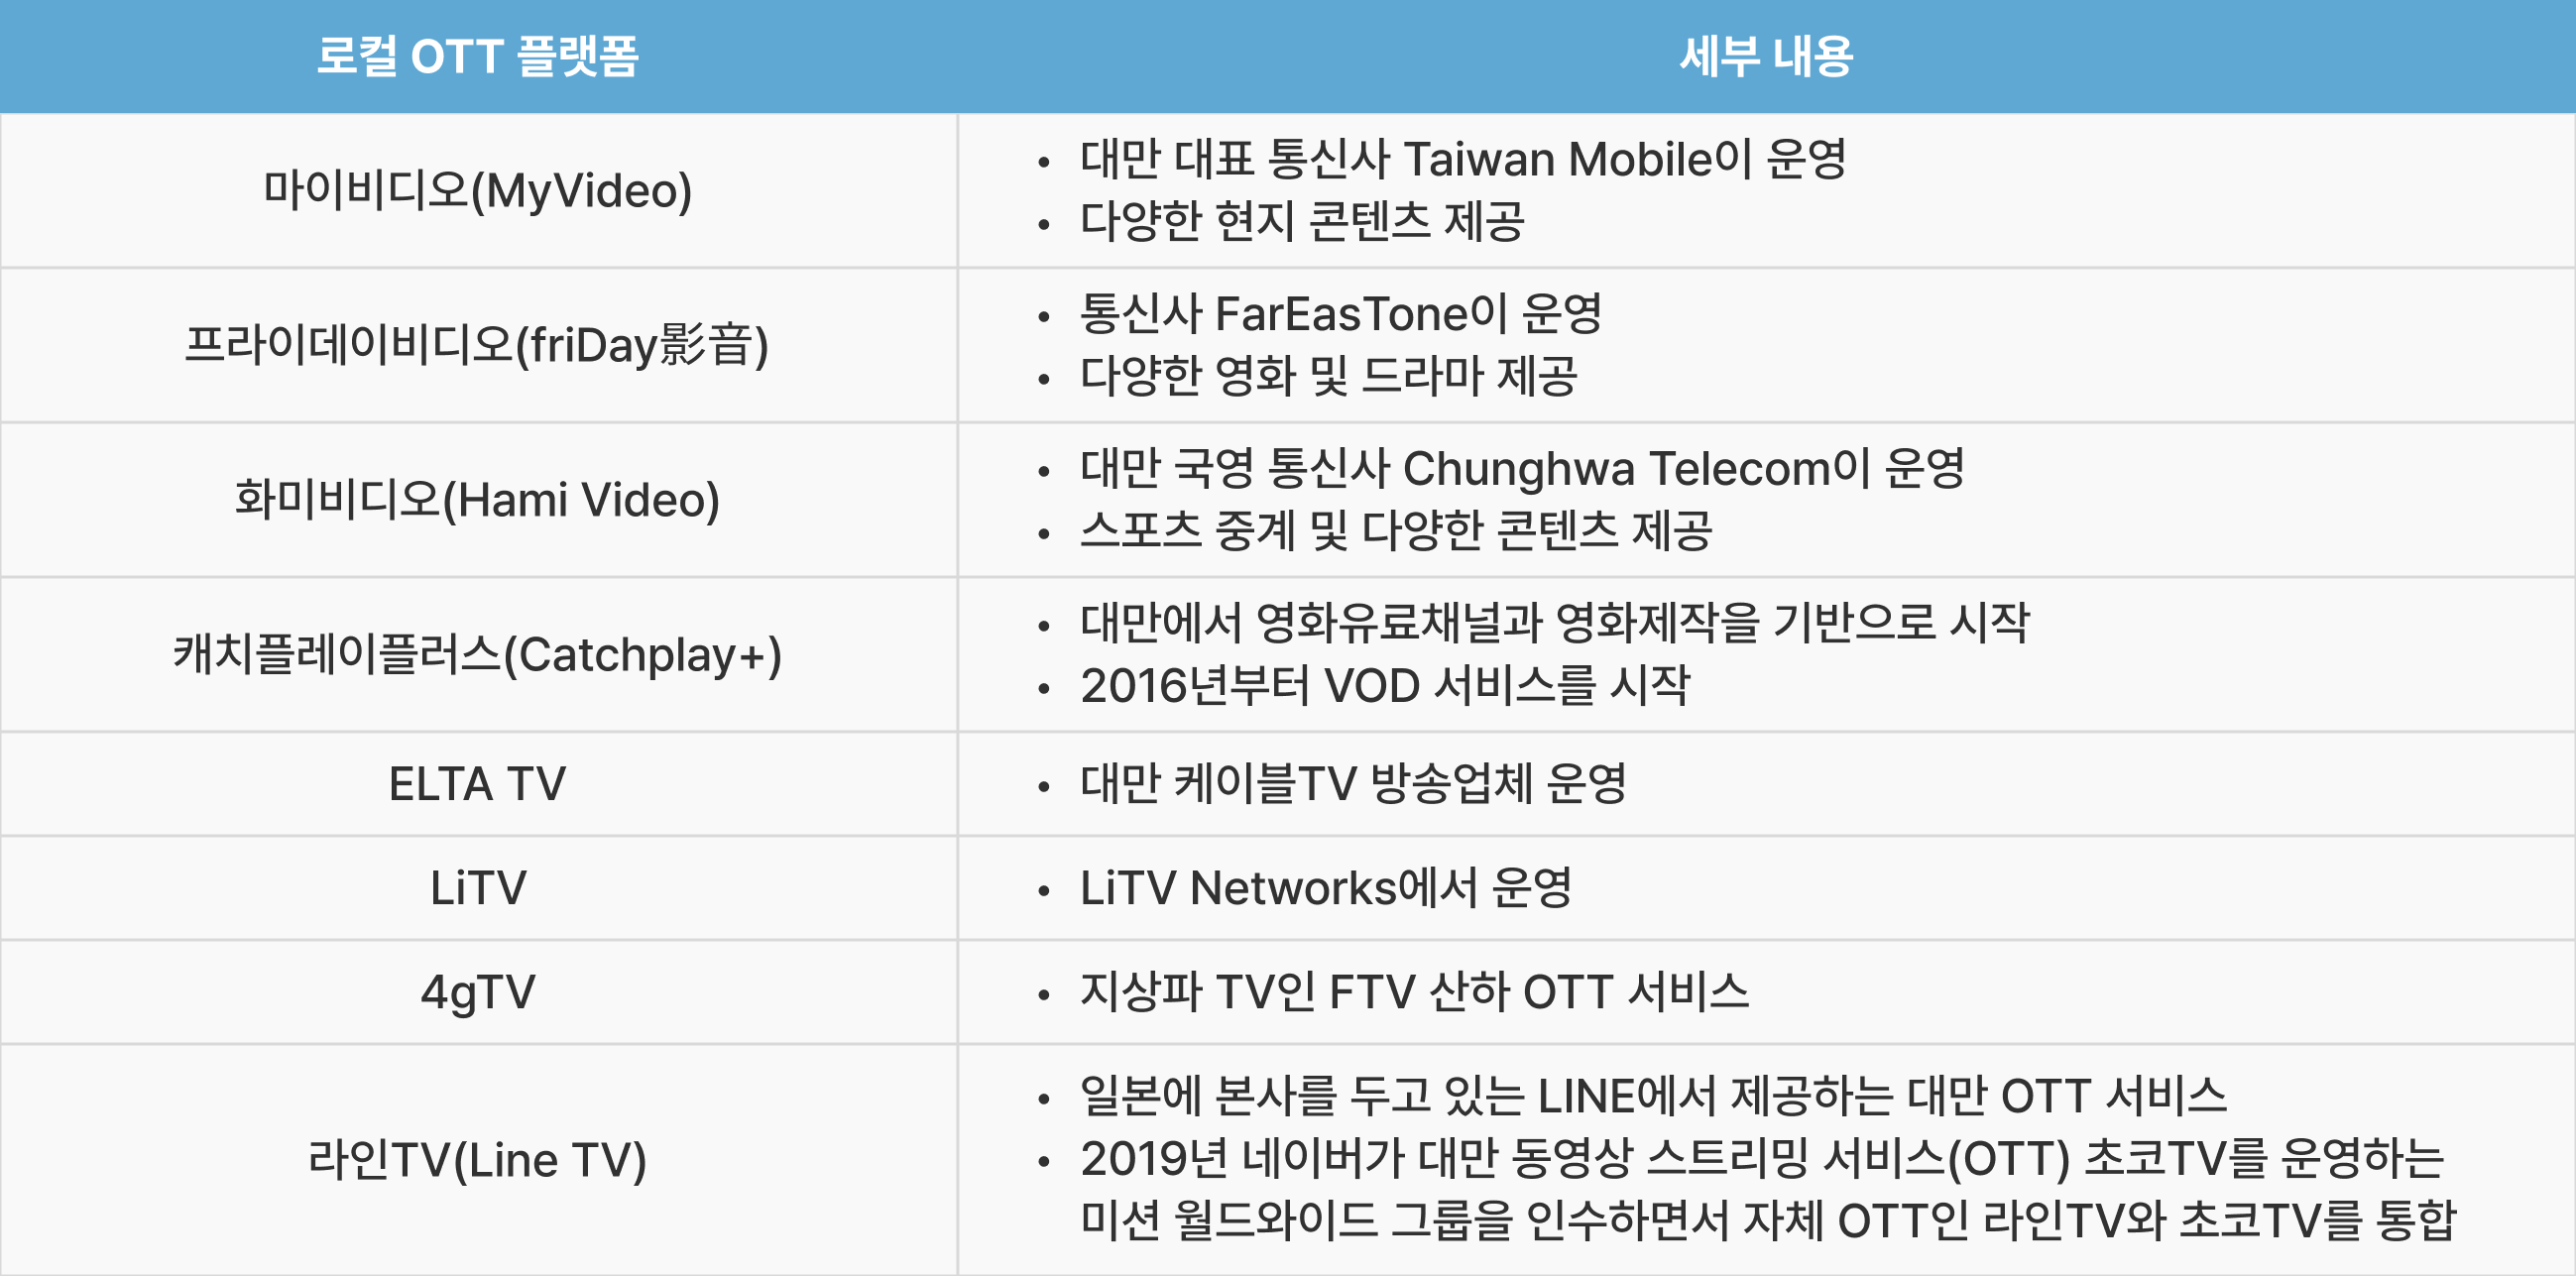 로컬 OTT 플랫폼
세부 내용
마이비디오(MyVideo)
• 대만 대표 통신사 Taiwan Mobile이 운영
• 다양한 현지 콘텐츠 제공
프라이데이비디오(friDay影音)
• 통신사 FarEasTone이 운영
• 다양한 영화 및 드라마 제공
화미비디오(Hami Video)
• 대만 국영 통신사 Chunghwa Telecom이 운영
• 스포츠 중계 및 다양한 콘텐츠 제공
캐치플레이플러스(Catchplay+)
• 대만에서 영화유료채널과 영화제작을 기반으로 시작
• 2016년부터 VOD 서비스를 시작
ELTA TV
• 대만 케이블TV 방송업체 운영
LiTV
• LiTV Networks에서 운영
4gTV
• 지상파 TV인 FTV 산하 OTT 서비스
라인TV(Line TV)
• 일본에 본사를 두고 있는 LINE에서 제공하는 대만 OTT 서비스
• 2019년 네이버가 대만 동영상 스트리밍 서비스(OTT) 초코TV를 운영하는
미션 월드와이드 그룹을 인수하면서 자체 OTT인 라인TV와 초코TV를 통합